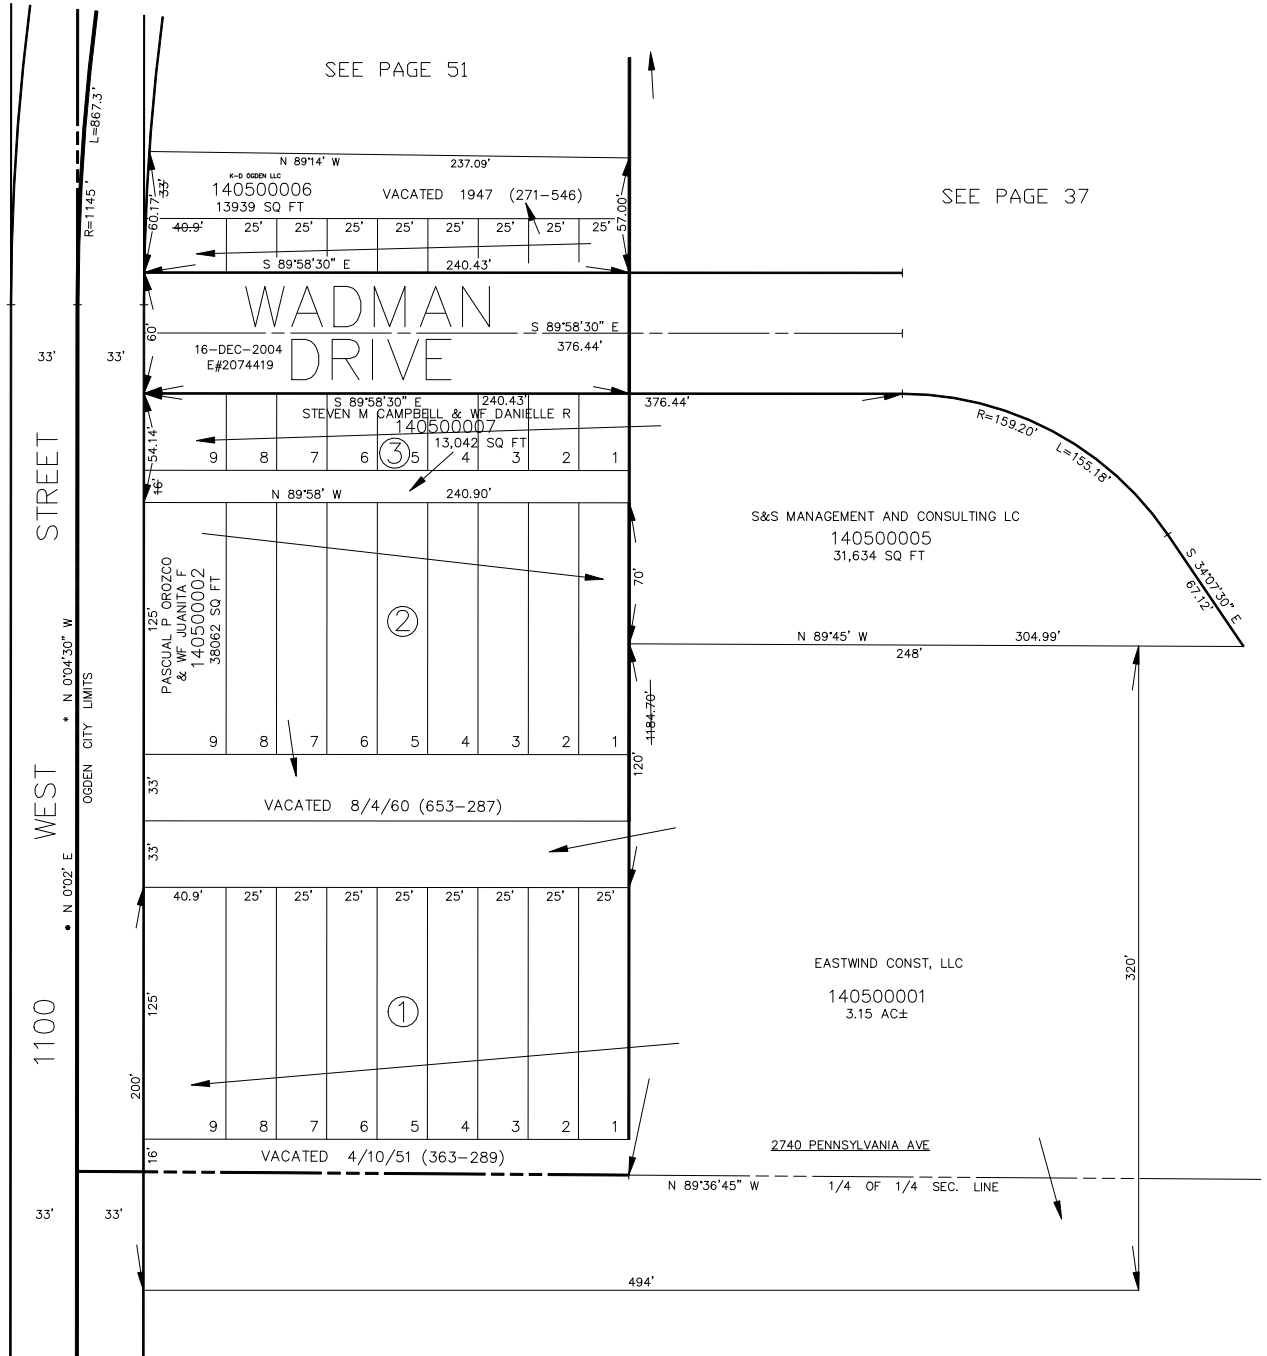 SEE PAGE 51
L=867.3'
R=1145'
N 89°14' W
237.09'
K-D OGDEN LLC
140500006
13939 SQ FT
VACATED 1947 (271-546)
SEE PAGE 37
60.17'
33'
57.00'
40.9'
25'
25'
25'
25'
25'
25'
25'
25'
S 89°58'30" E
240.43'
WADMAN
DRIVE
S 89°58'30" E
376.44'
16-DEC-2004
E#2074419
60'
33'
33'
S 89°58'30" E
240.43'
376.44'
STEVEN M CAMPBELL & WF DANIELLE R
140500007
13,042 SQ FT
54.14'
3
9
8
7
6
5
4
3
2
1
16'
N 89°58' W
240.90'
R=159.20'
L=155.18'
S 34°07'30" E
67.12'
S&S MANAGEMENT AND CONSULTING LC
140500005
31,634 SQ FT
N 89°45' W
304.99'
248'
70'
1184.70'
120'
PASCUAL P OROZCO
& WF JUANITA F
140500002
38062 SQ FT
125'
2
9
8
7
6
5
4
3
2
1
33'
VACATED 8/4/60 (653-287)
33'
1100 WEST STREET
* N 0°04'30" W
• N 0°02' E
OGDEN CITY LIMITS
40.9'
25'
25'
25'
25'
25'
25'
25'
25'
125'
1
200'
9
8
7
6
5
4
3
2
1
16'
VACATED 4/10/51 (363-289)
EASTWIND CONST, LLC
140500001
3.15 AC±
320'
2740 PENNSYLVANIA AVE
N 89°36'45" W
1/4 OF 1/4 SEC. LINE
33'
33'
494'